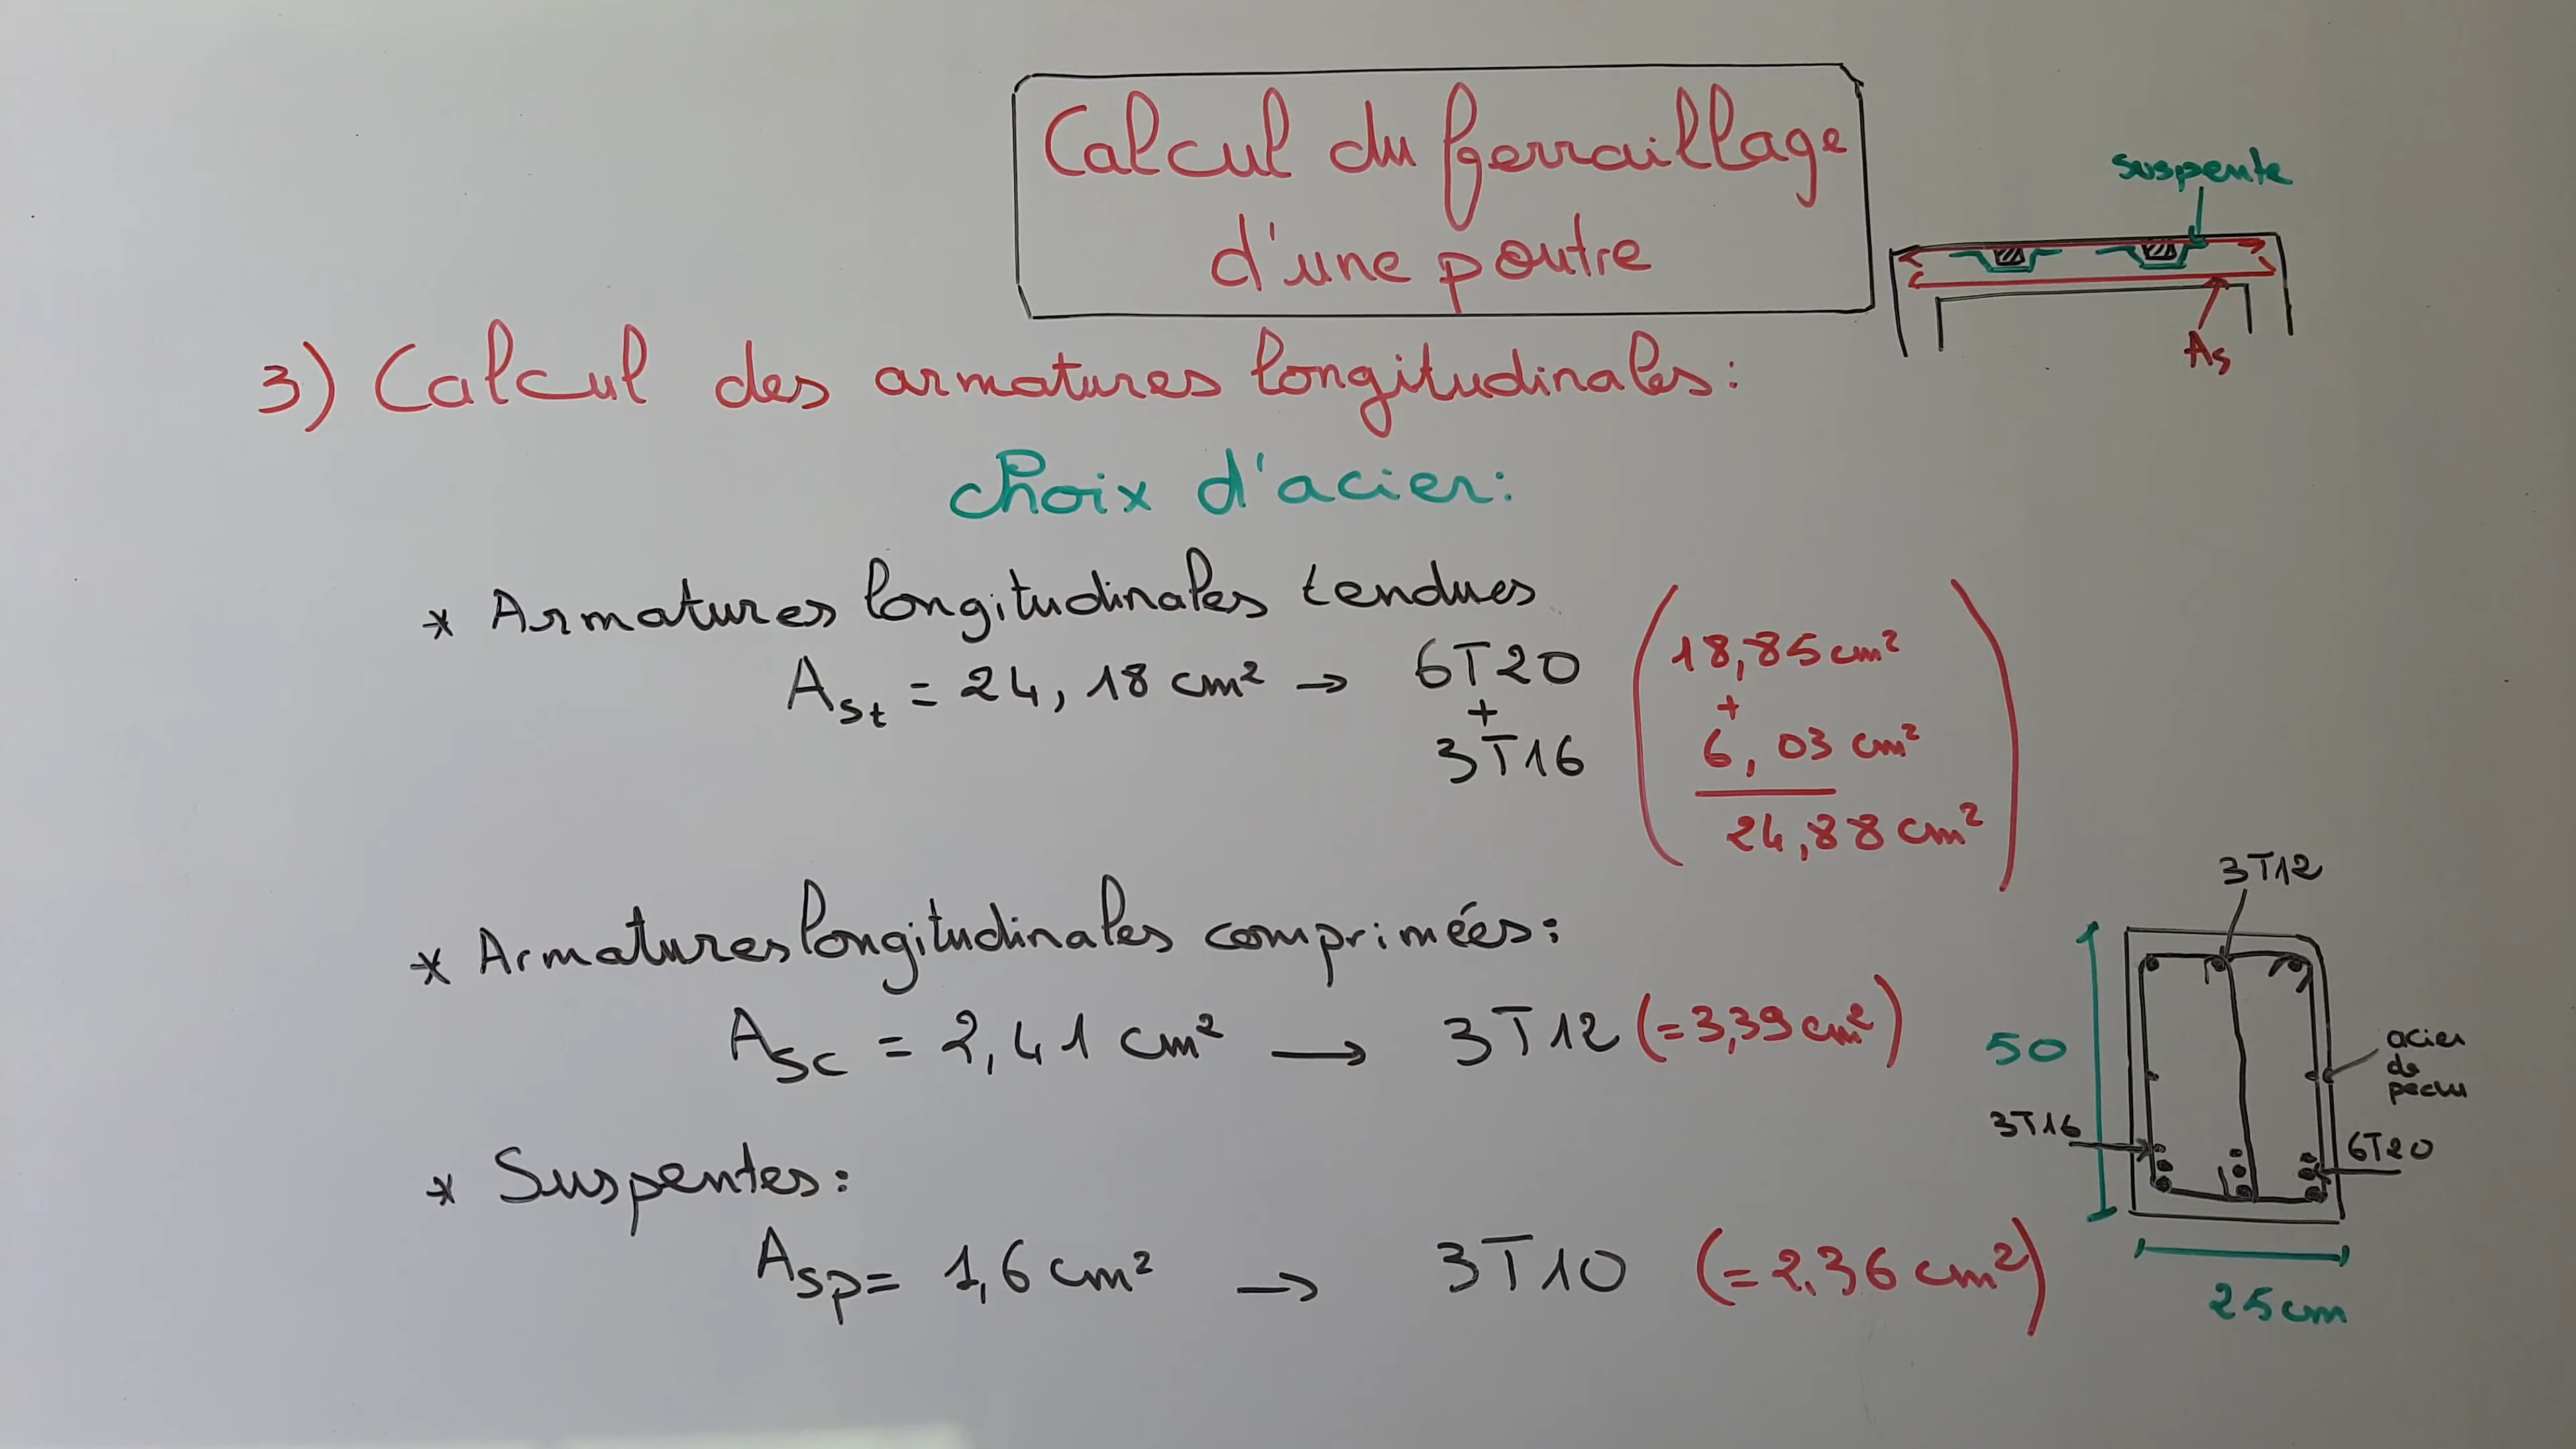 Calcul du ferraillage
d'une poutre
suspente
As
3) Calcul des armatures longitudinales:
choix d'acier:
* Armatures longitudinales tendues
Ast = 24,18 cm² → 6T20
+
3T16
18,85 cm²
+
6,03 cm²
24,88 cm²
* Armatures longitudinales comprimées:
Asc = 2,41 cm² → 3T12 (=3,39 cm²)
* Suspentes:
Asp = 1,6 cm² → 3T10 (=2,36 cm²)
3T12
50
acier
de
peau
3T16
6T20
25 cm